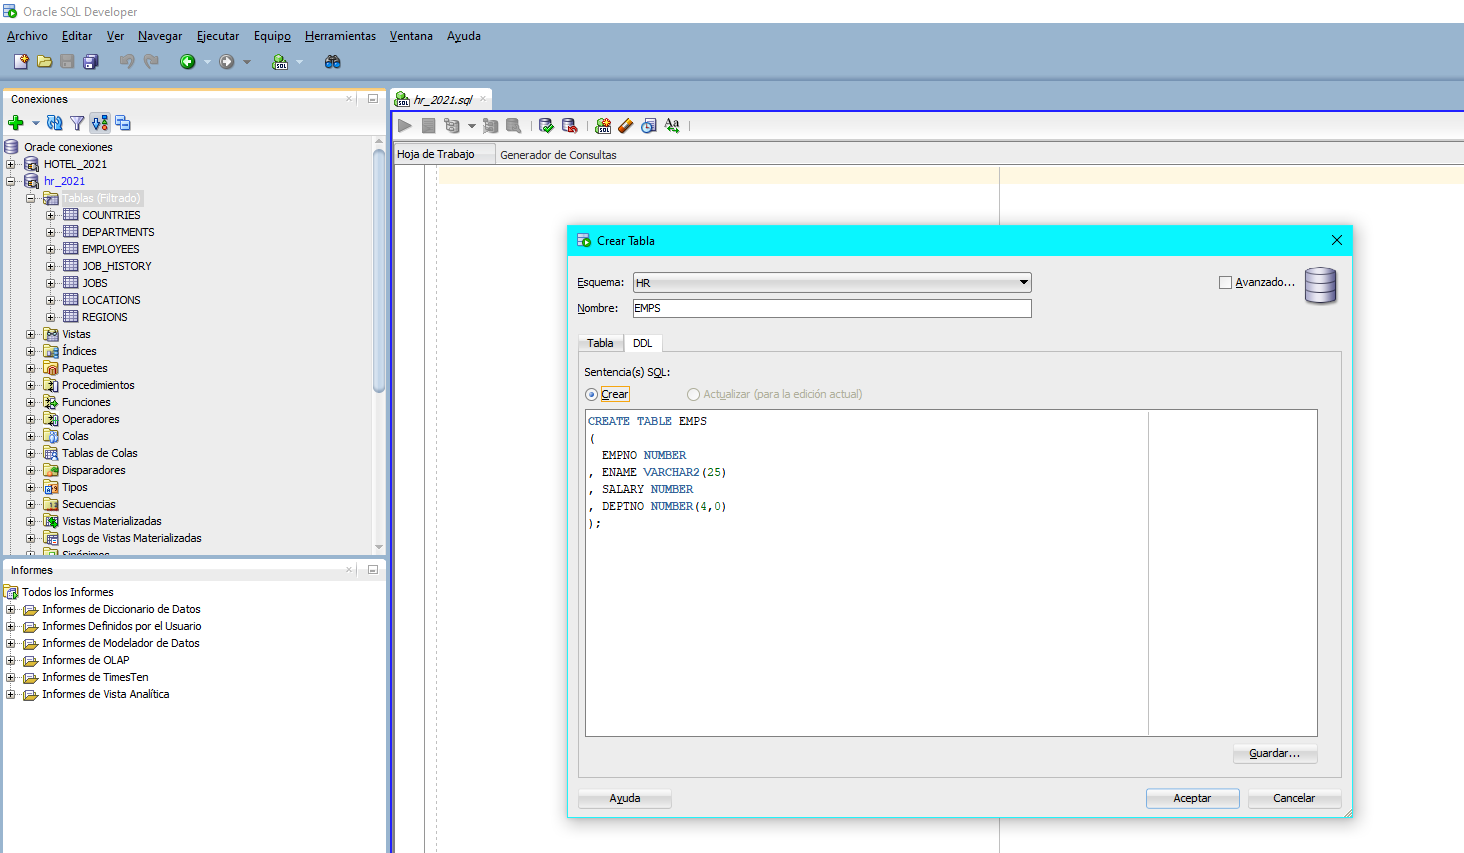 Oracle SQL Developer
Archivo Editar Ver Navegar Ejecutar Equipo Herramientas Ventana Ayuda
Conexiones
Oracle conexiones
HOTEL_2021
hr_2021
Tablas (Filtrado)
COUNTRIES
DEPARTMENTS
EMPLOYEES
JOB_HISTORY
JOBS
LOCATIONS
REGIONS
Vistas
Índices
Paquetes
Procedimientos
Funciones
Operadores
Colas
Tablas de Colas
Disparadores
Tipos
Secuencias
Vistas Materializadas
Logs de Vistas Materializadas
Sinónimos
Informes
Todos los Informes
Informes de Diccionario de Datos
Informes Definidos por el Usuario
Informes de Modelador de Datos
Informes de OLAP
Informes de TimesTen
Informes de Vista Analítica
hr_2021.sql
Hoja de Trabajo Generador de Consultas
Crear Tabla
Esquema: HR Avanzado...
Nombre: EMPS
Tabla DDL
Sentencia(s) SQL:
Crear Actualizar (para la edición actual)
CREATE TABLE EMPS
(
EMPNO NUMBER
, ENAME VARCHAR2(25)
, SALARY NUMBER
, DEPTNO NUMBER(4,0)
);
Guardar...
Ayuda Aceptar Cancelar